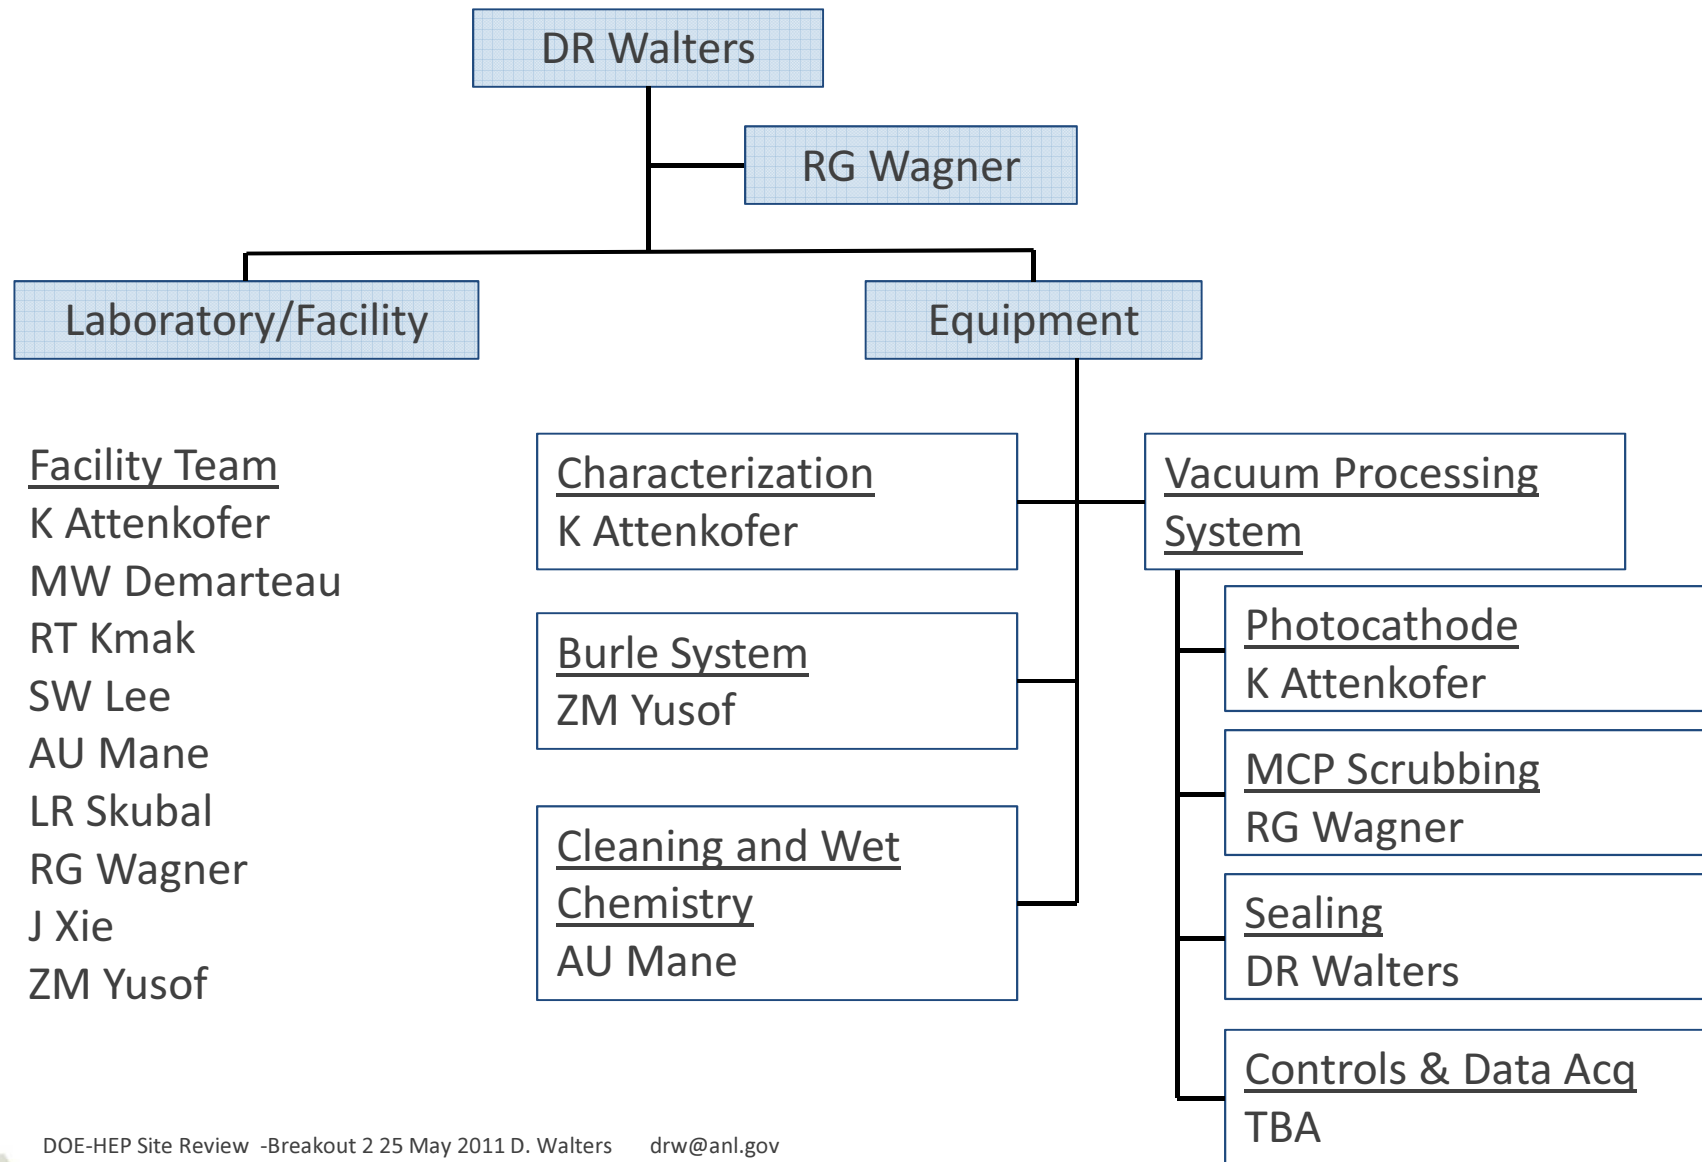 DR Walters
RG Wagner
Laboratory/Facility
Equipment
Facility Team
K Attenkofer
MW Demarteau
RT Kmak
SW Lee
AU Mane
LR Skubal
RG Wagner
J Xie
ZM Yusof
Characterization
K Attenkofer
Burle System
ZM Yusof
Cleaning and Wet
Chemistry
AU Mane
Vacuum Processing
System
Photocathode
K Attenkofer
MCP Scrubbing
RG Wagner
Sealing
DR Walters
Controls & Data Acq
TBA
DOE-HEP Site Review -Breakout 2 25 May 2011 D. Walters drw@anl.gov